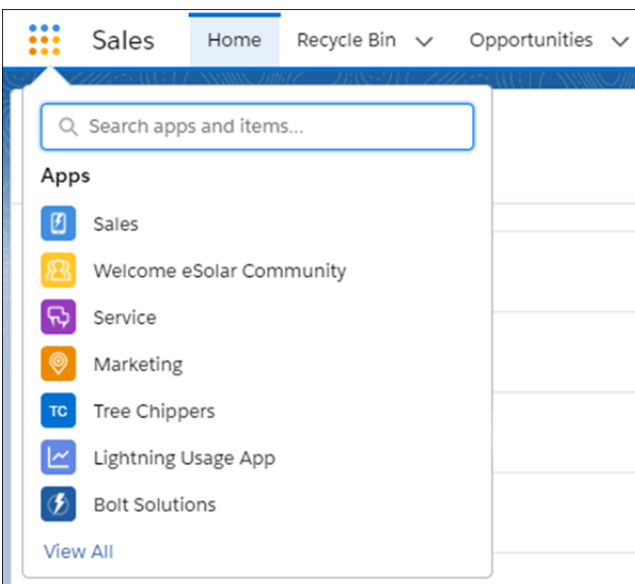 Sales Home Recycle Bin Opportunities
Search apps and items...
Apps
Sales
Welcome eSolar Community
Service
Marketing
TC Tree Chippers
Lightning Usage App
Bolt Solutions
View All